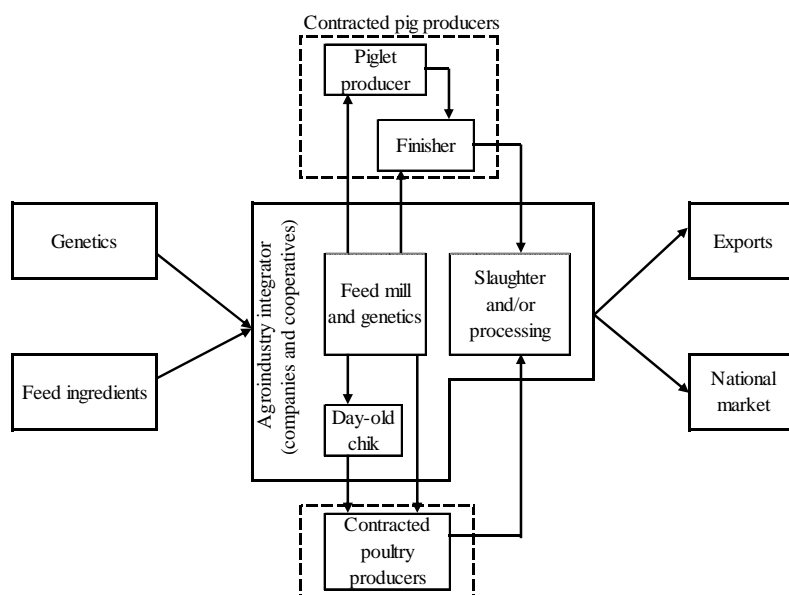 Contracted pig producers
Piglet
producer
Finisher
Genetics
Feed ingredients
Agroindustry integrator
(companies and cooperatives)
Feed mill
and genetics
Slaughter
and/or
processing
Day-old
chik
Contracted
poultry
producers
Exports
National
market